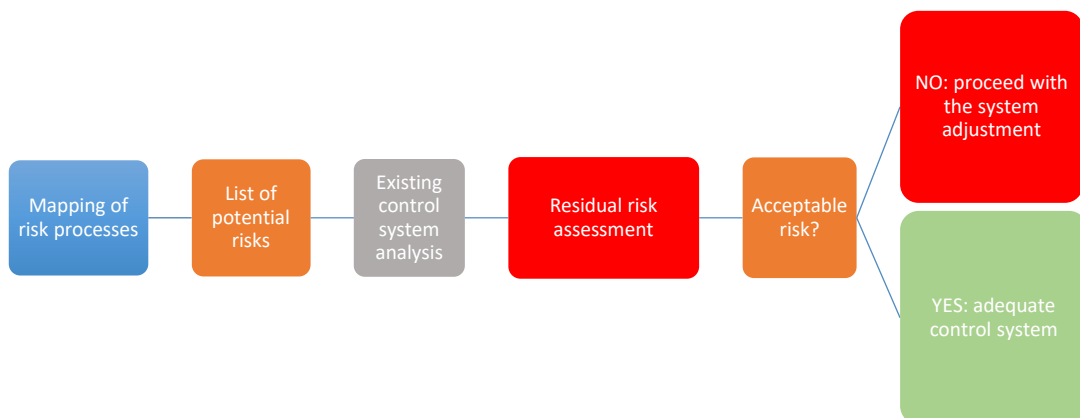 Mapping of
risk processes
List of
potential
risks
Existing
control
system
analysis
Residual risk
assessment
Acceptable
risk?
NO: proceed with
the system
adjustment
YES: adequate
control system